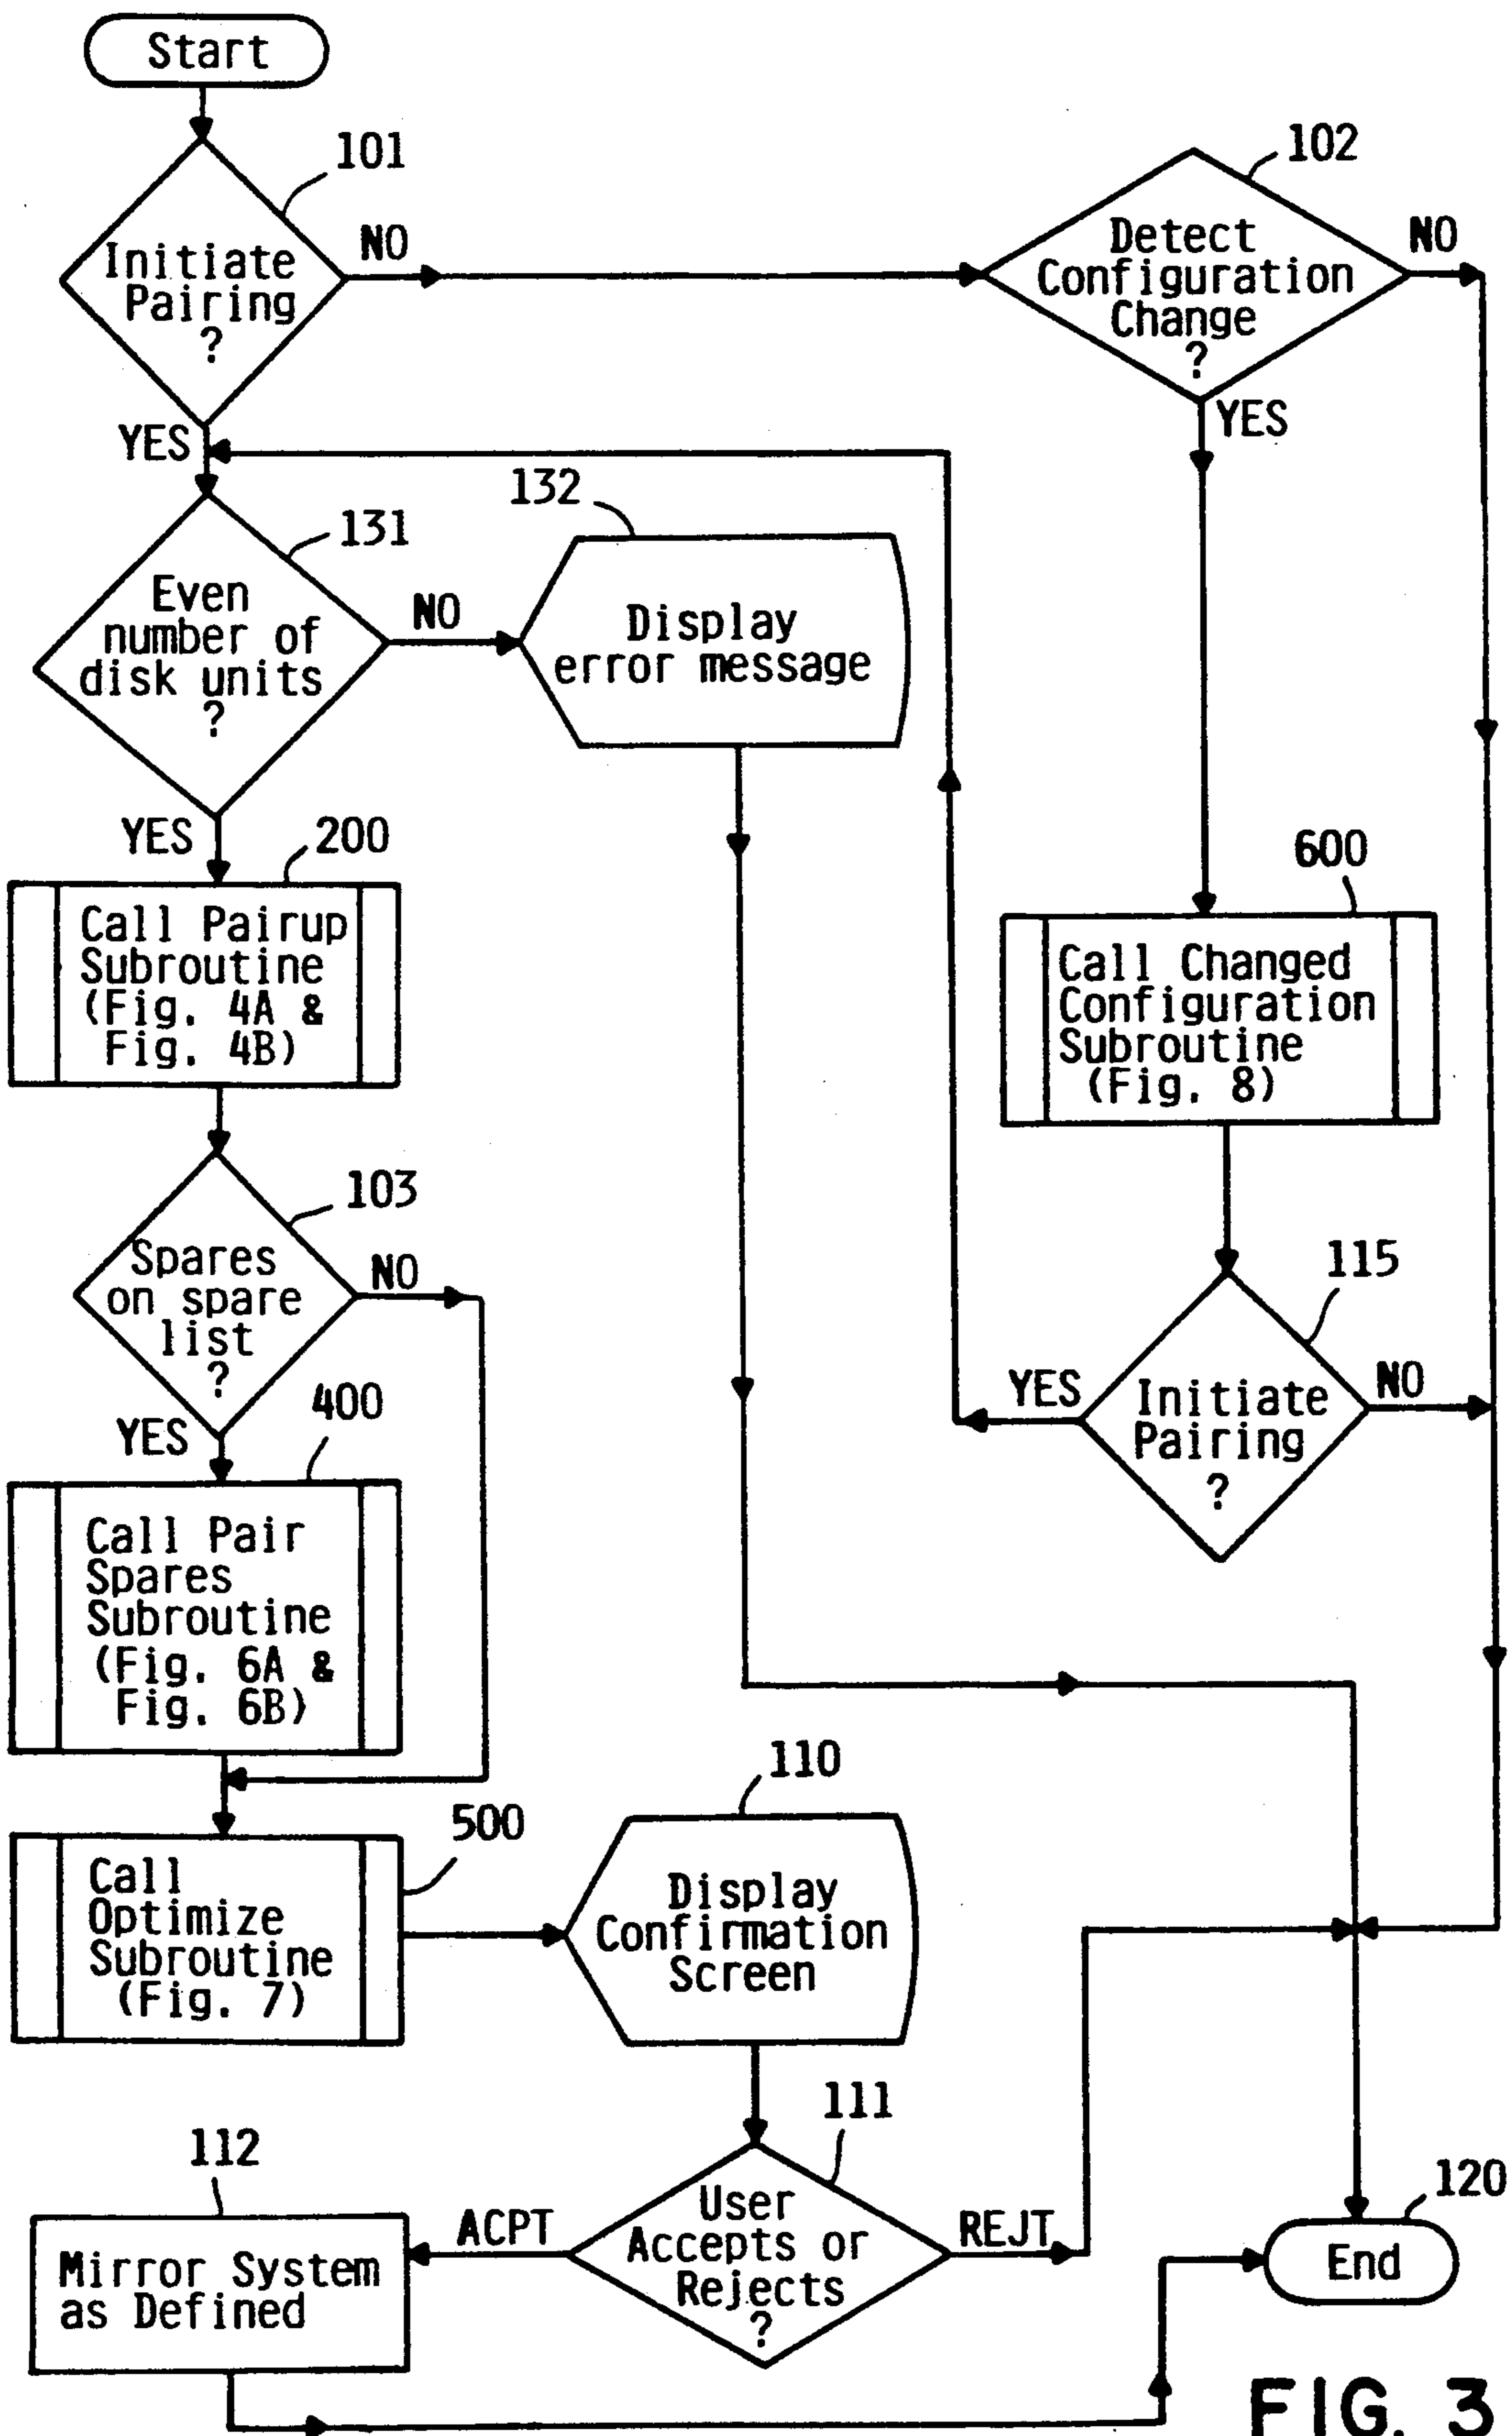 Start
101
Initiate
Pairing
?
NO
YES
102
Detect
Configuration
Change
?
NO
YES
131
Even
number of
disk units
?
NO
YES
132
Display
error message
200
Call Pairup
Subroutine
(Fig. 4A &
Fig. 4B)
600
Call Changed
Configuration
Subroutine
(Fig. 8)
103
Spares
on spare
list
?
NO
YES
115
Initiate
Pairing
?
YES
NO
400
Call Pair
Spares
Subroutine
(Fig. 6A &
Fig. 6B)
500
Call
Optimize
Subroutine
(Fig. 7)
110
Display
Confirmation
Screen
111
User
Accepts or
Rejects
?
ACPT
REJT
112
Mirror System
as Defined
120
End
FIG. 3